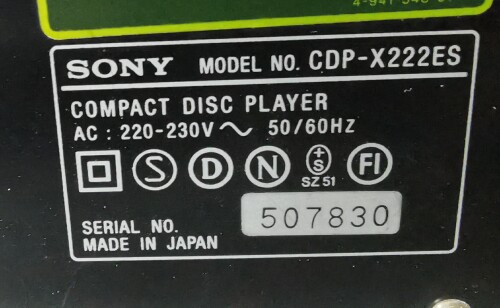 SONY MODEL NO. CDP-X222ES
COMPACT DISC PLAYER
AC : 220-230V ~ 50/60HZ
S D N +S SZ 51 FI
SERIAL NO. 507830
MADE IN JAPAN